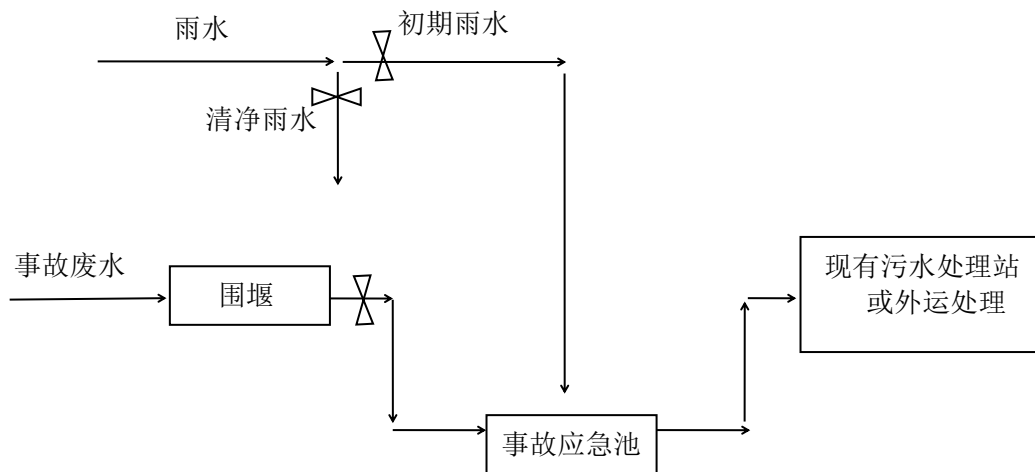 雨水
初期雨水
清净雨水
事故废水
围堰
现有污水处理站
或外运处理
事故应急池